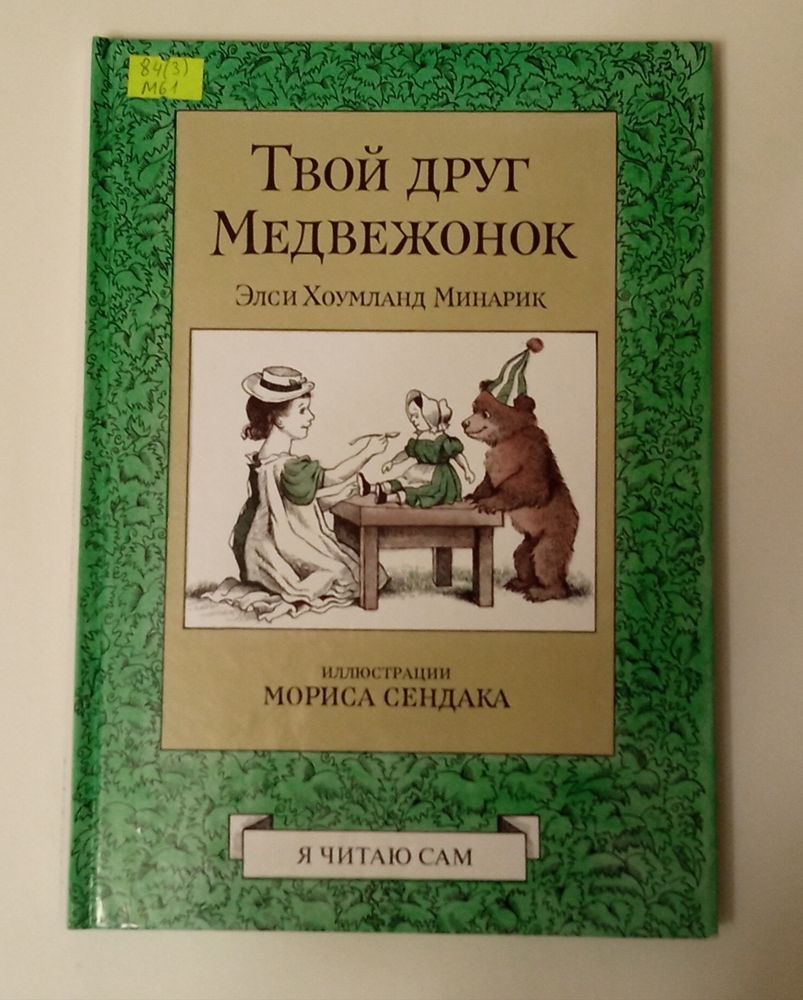 84(3)
М61
Твой друг
Медвежонок
Элси Хоумланд Минарик
иллюстрации
Мориса Сендака
Я ЧИТАЮ САМ